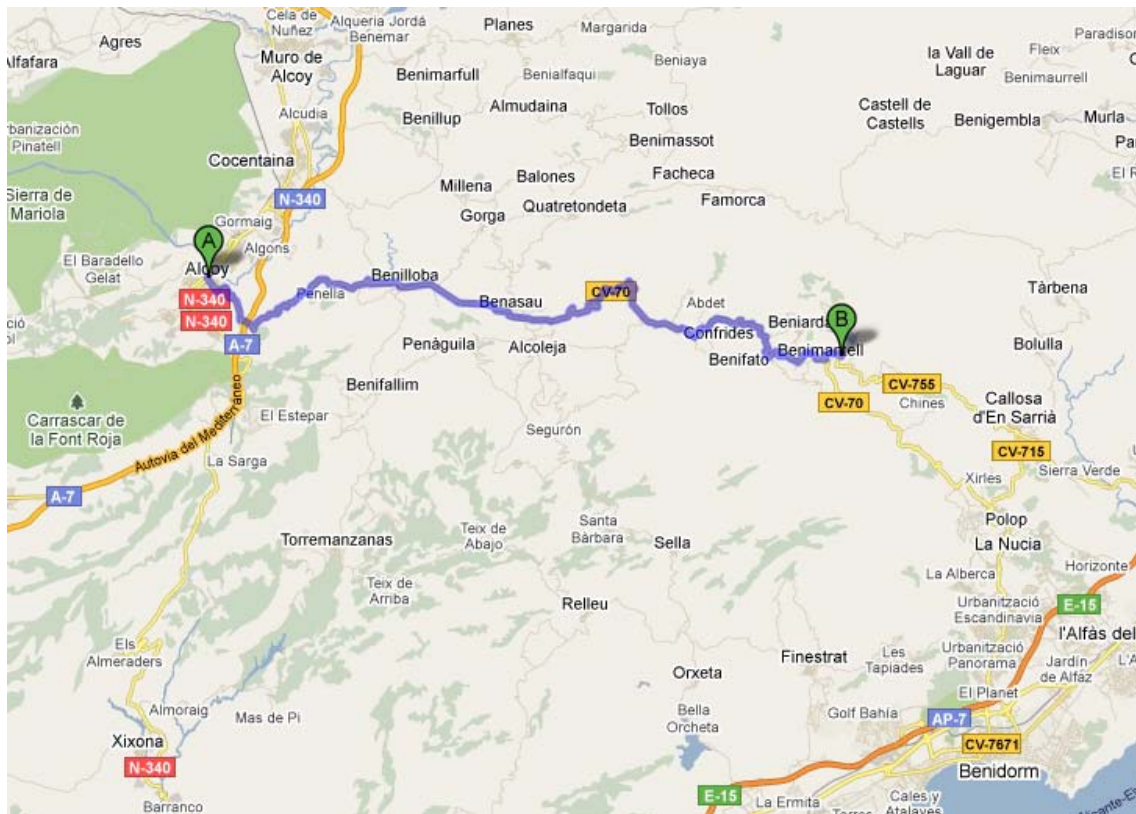 Cela de
Nuñez
Alqueria Jordá
Benemar
Planes
Margarida
Agres
Alfafara
Muro de
Alcoy
Benimarfull
Benialfaqui
Beniaya
la Vall de
Laguar
Fleix
Benimaurrell
Almudaina
Tollos
Castell de
Castells
Benigembla
Murla
Alcudia
Benillup
Benimassot
Pinatell
Cocentaina
Balones
Facheca
Millena
Quatretondeta
Famorca
Sierra de
Mariola
N-340
Gorga
Gormaig
Algons
El Baradello
Gelat
A
Alcoy
Benilloba
Penella
Benasau
CV-70
Abdet
B
Tàrbena
N-340
N-340
A-7
Confrides
Benimantell
Bolulla
Penàguila
Alcoleja
Benifato
Benifallim
CV-755
CV-70
Chines
Callosa
d'En Sarrià
Carrascar de
la Font Roja
El Estepar
Segurón
Autovia del Mediterráneo
La Sarga
CV-715
Sierra Verde
Xirles
A-7
Polop
La Nucia
Torremanzanas
Teix de
Abajo
Santa
Bàrbara
Sella
La Alberca
Horizonte
Teix de
Arriba
Relleu
Urbanització
Escandinavia
E-15
l'Alfàs del
Els
Almeraders
Orxeta
Finestrat
Les
Tapiades
Urbanització
Panorama
Jardín
de Alfaz
El Planet
Almoraig
Mas de Pi
Bella
Orcheta
Golf Bahía
AP-7
Xixona
CV-7671
N-340
Benidorm
Barranco
E-15
La Ermita
Cales y
Atalayas